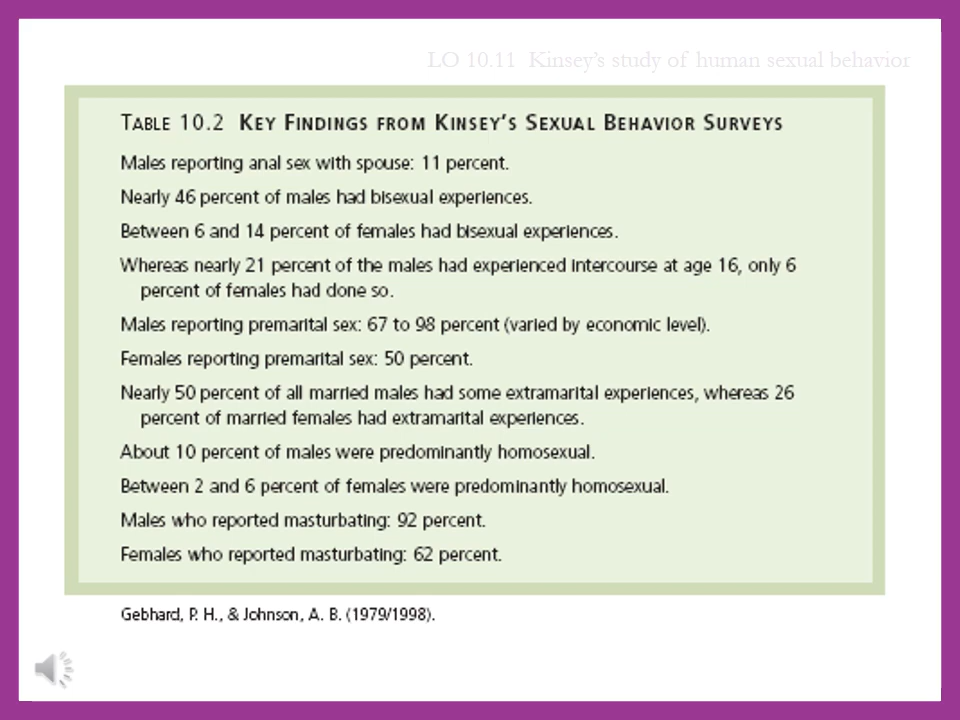 LO 10.11 Kinsey's study of human sexual behavior
TABLE 10.2 KEY FINDINGS FROM KINSEY'S SEXUAL BEHAVIOR SURVEYS
Males reporting anal sex with spouse: 11 percent.
Nearly 46 percent of males had bisexual experiences.
Between 6 and 14 percent of females had bisexual experiences.
Whereas nearly 21 percent of the males had experienced intercourse at age 16, only 6
percent of females had done so.
Males reporting premarital sex: 67 to 98 percent (varied by economic level).
Females reporting premarital sex: 50 percent.
Nearly 50 percent of all married males had some extramarital experiences, whereas 26
percent of married females had extramarital experiences.
About 10 percent of males were predominantly homosexual.
Between 2 and 6 percent of females were predominantly homosexual.
Males who reported masturbating: 92 percent.
Females who reported masturbating: 62 percent.
Gebhard, P. H., & Johnson, A. B. (1979/1998).